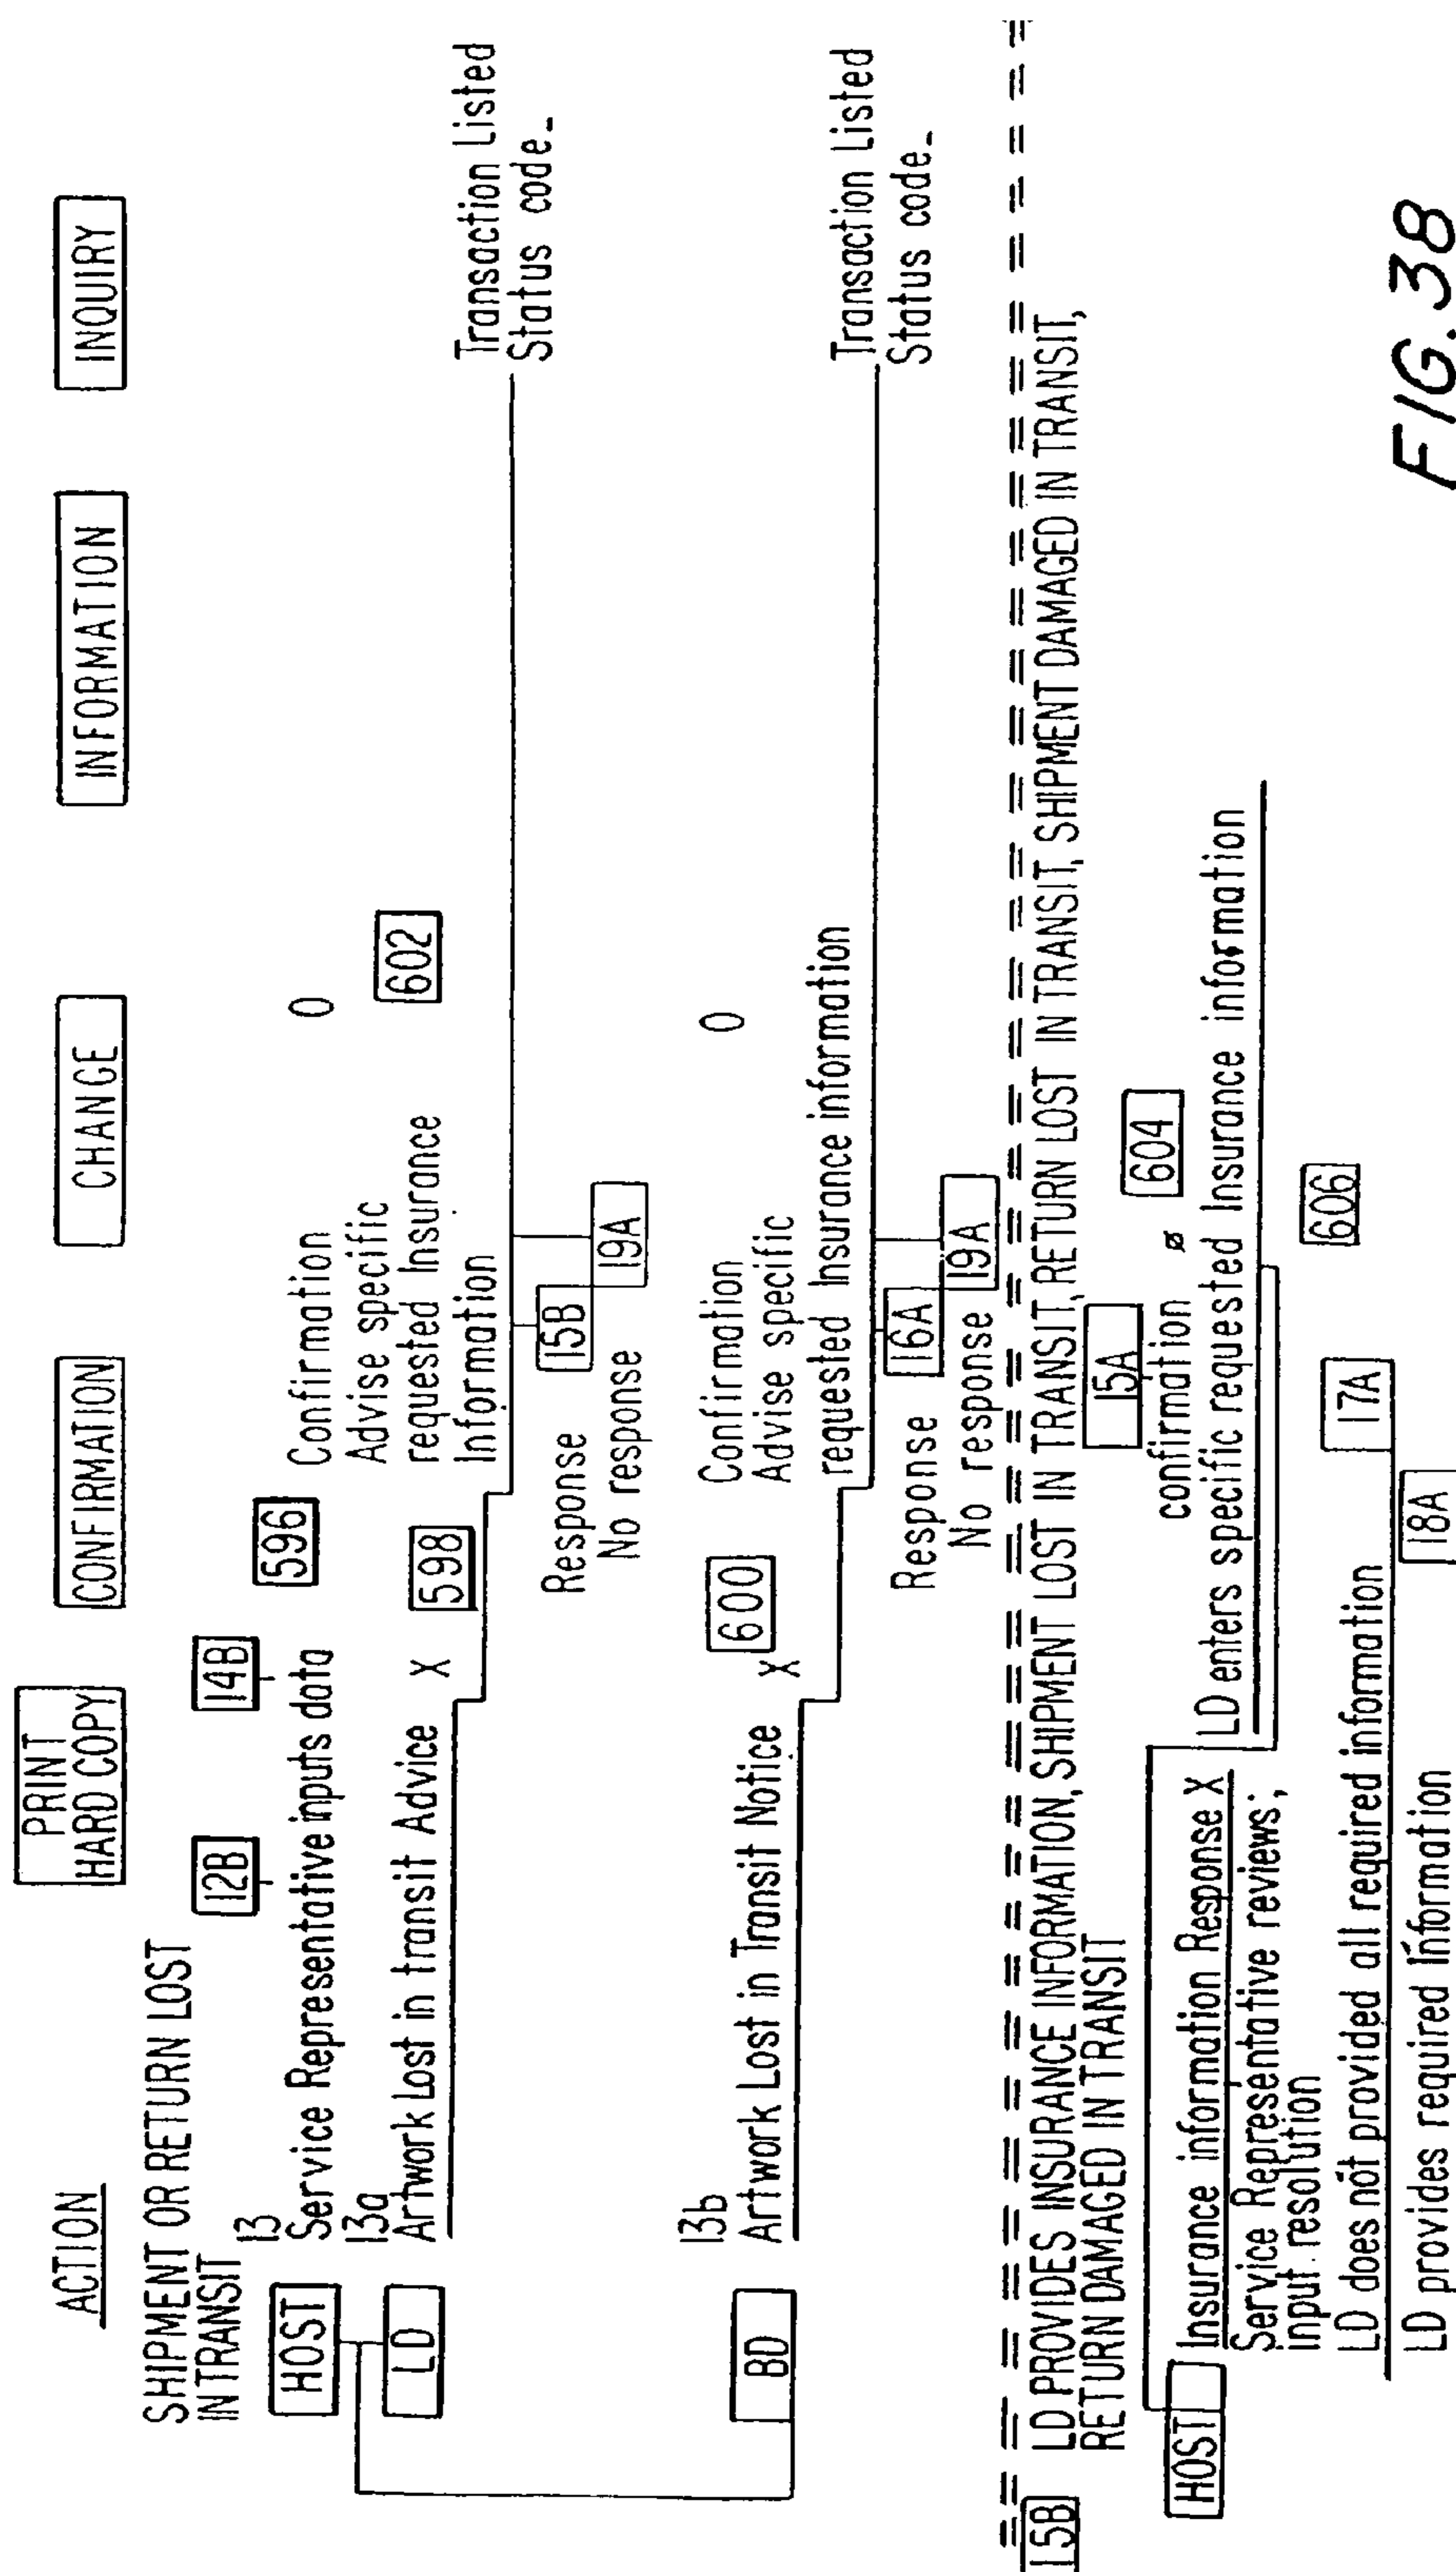 ACTION
PRINT
HARD COPY
CONFIRMATION
CHANGE
INFORMATION
INQUIRY
SHIPMENT OR RETURN LOST
IN TRANSIT
12B
14B
596
HOST
13
Service Representative inputs data
Confirmation
O
13a
LD
Artwork Lost in transit Advice X
598
Advise specific
requested Insurance
Information
602
Transaction Listed
Status code_
Response
15B
No response
19A
13b
BD
Artwork Lost in Transit Notice X
600
Confirmation
O
Advise specific
requested Insurance information
Transaction Listed
Status code_
Response
16A
No response
19A
15B
LD PROVIDES INSURANCE INFORMATION, SHIPMENT LOST IN TRANSIT, RETURN LOST IN TRANSIT, SHIPMENT DAMAGED IN TRANSIT,
RETURN DAMAGED IN TRANSIT
15A
604
confirmation ø
HOST
Insurance information Response X
LD enters specific requested Insurance information
Service Representative reviews;
input resolution
606
LD does not provided all required information
17A
LD provides required Information
18A
FIG. 38